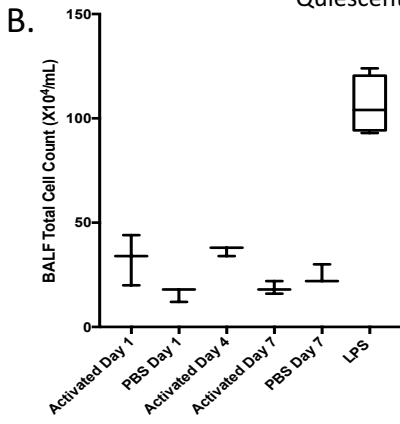 Quiescent
B.
BALF Total Cell Count (X10⁴/mL)
150
100
50
0
Activated Day 1
PBS Day 1
Activated Day 4
Activated Day 7
PBS Day 7
LPS